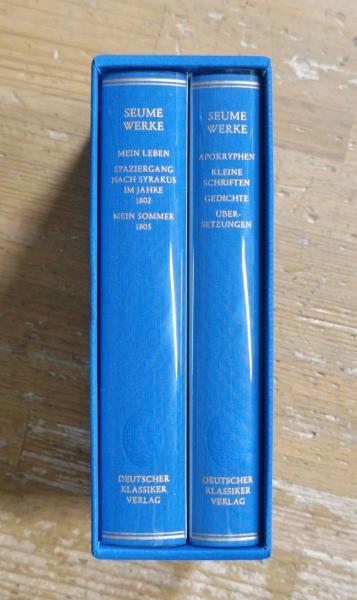 SEUME
WERKE
MEIN LEBEN
SPAZIERGANG
NACH SYRAKUS
IM JAHRE
1802
MEIN SOMMER
1805
DEUTSCHER
KLASSIKER
VERLAG
SEUME
WERKE
APOKRYPHEN
KLEINE
SCHRIFTEN
GEDICHTE
ÜBER-
SETZUNGEN
DEUTSCHER
KLASSIKER
VERLAG